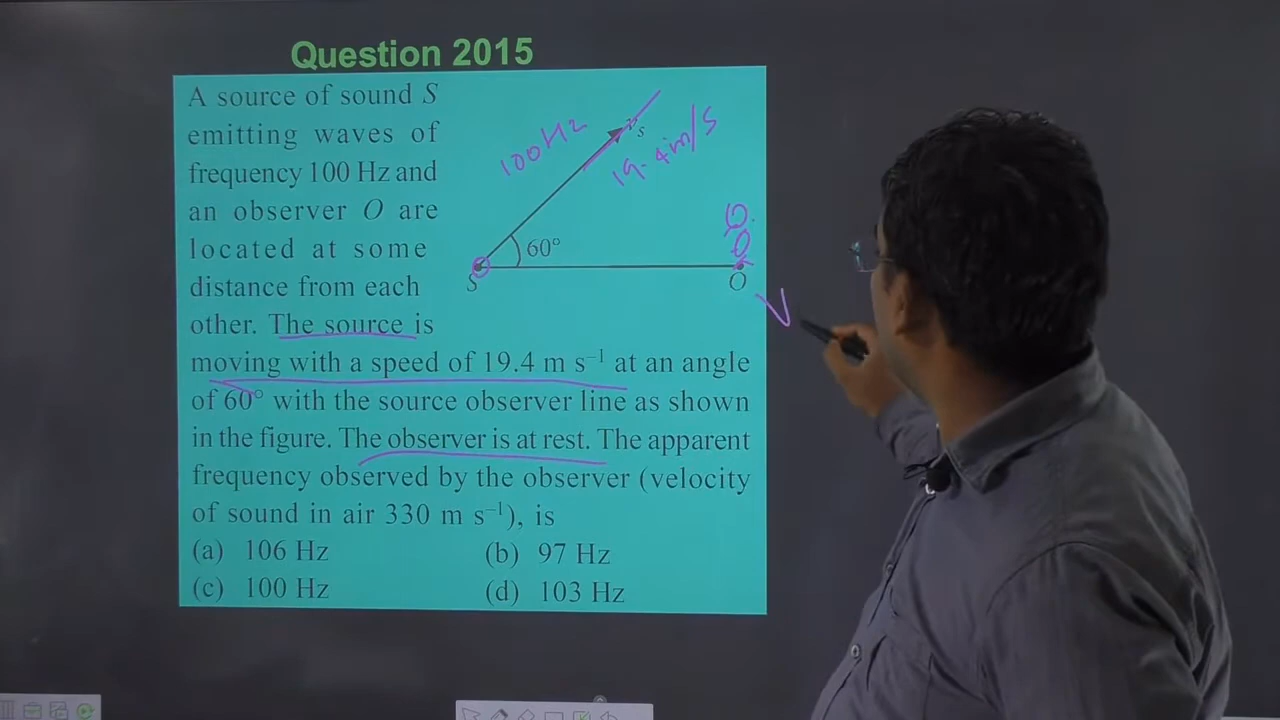 Question 2015
A source of sound S
emitting waves of
frequency 100 Hz and
an observer O are
located at some
distance from each
other. The source is
moving with a speed of 19.4 m s⁻¹ at an angle
of 60° with the source observer line as shown
in the figure. The observer is at rest. The apparent
frequency observed by the observer (velocity
of sound in air 330 m s⁻¹), is
(a) 106 Hz
(b) 97 Hz
(c) 100 Hz
(d) 103 Hz
100 Hz
vₛ
19.4 m/s
60°
S
O
V